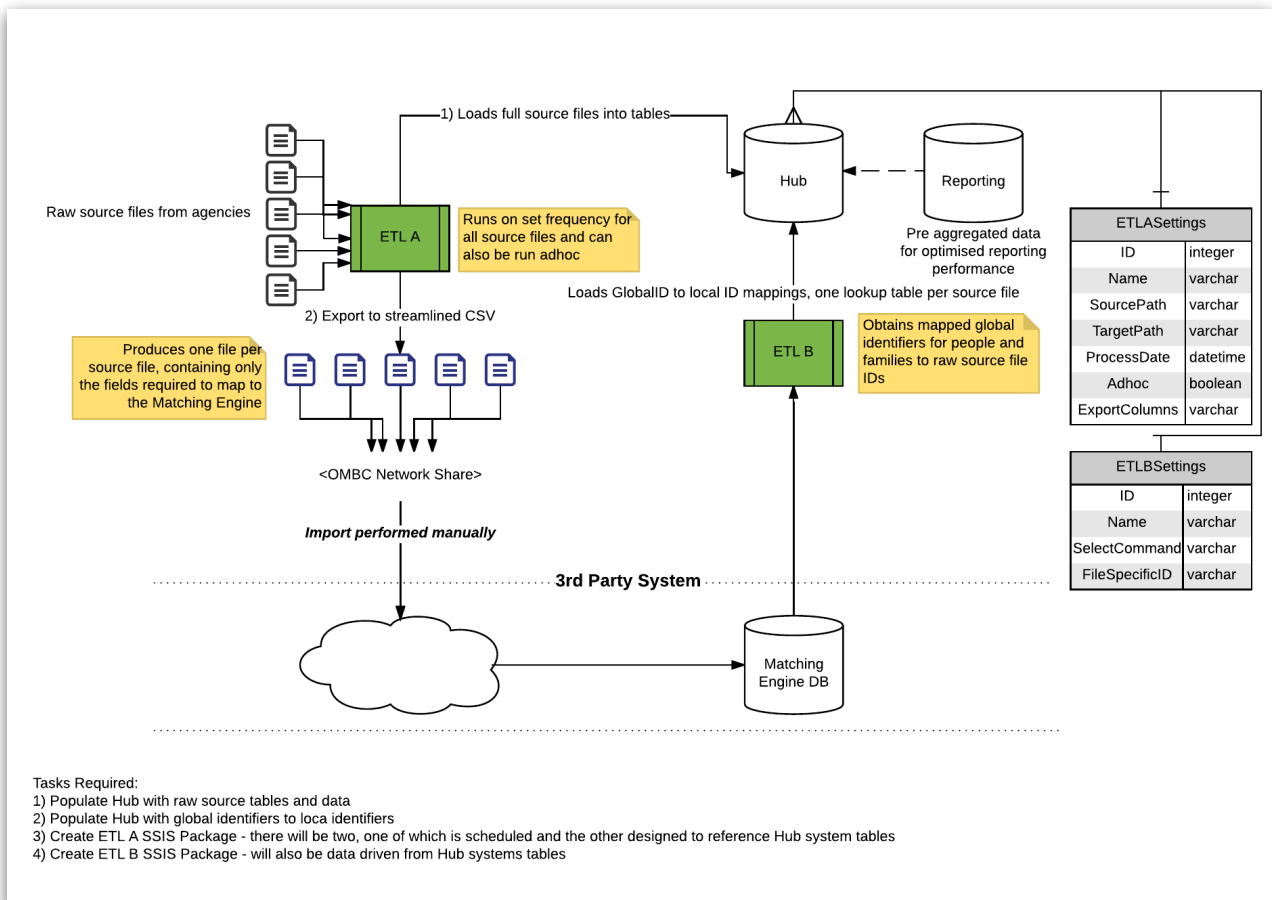 1) Loads full source files into tables
Raw source files from agencies
ETL A
Runs on set frequency for
all source files and can
also be run adhoc
Hub
Reporting
Pre aggregated data
for optimised reporting
performance
Loads GlobalID to local ID mappings, one lookup table per source file
2) Export to streamlined CSV
Produces one file per
source file, containing only
the fields required to map to
the Matching Engine
ETL B
Obtains mapped global
identifiers for people and
families to raw source file
IDs
<OMBC Network Share>
Import performed manually
3rd Party System
Matching
Engine DB
ETLASettings
ID integer
Name varchar
SourcePath varchar
TargetPath varchar
ProcessDate datetime
Adhoc boolean
ExportColumns varchar
ETLBSettings
ID integer
Name varchar
SelectCommand varchar
FileSpecificID varchar
Tasks Required:
1) Populate Hub with raw source tables and data
2) Populate Hub with global identifiers to loca identifiers
3) Create ETL A SSIS Package - there will be two, one of which is scheduled and the other designed to reference Hub system tables
4) Create ETL B SSIS Package - will also be data driven from Hub systems tables